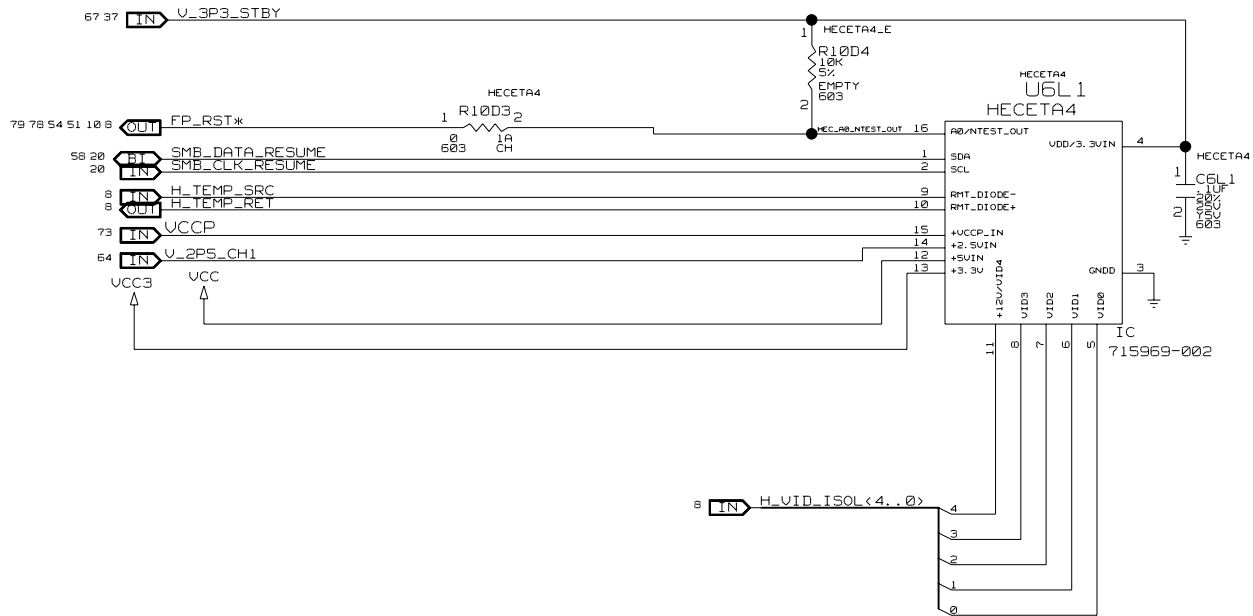 67 37 IN V_3P3_STBY
1 HECETA4_E
R10D4
10K
5%
EMPTY
603
2
HECETA4
U6L1
HECETA4
HECETA4
1 R10D3 2
0 1A
603 CH
79 78 54 51 10 8 OUT FP_RST*
HEC_A0_NTEST_OUT 16 A0/NTEST_OUT
VDD/3.3VIN 4
HECETA4
58 20 BI SMB_DATA_RESUME 1 SDA
20 IN SMB_CLK_RESUME 2 SCL
1 C6L1
.1UF
20%
25V
Y5V
2 603
8 IN H_TEMP_SRC 9 RMT_DIODE-
8 OUT H_TEMP_RET 10 RMT_DIODE+
73 IN VCCP 15 +VCCP_IN
14 +2.5VIN
64 IN V_2P5_CH1 12 +5VIN
13 +3.3V
GNDD 3
VCC3 VCC
+12V/VID4 VID3 VID2 VID1 VID0
IC
11 8 7 6 5
715969-002
8 IN H_VID_ISOL<4..0>
4
3
2
1
0